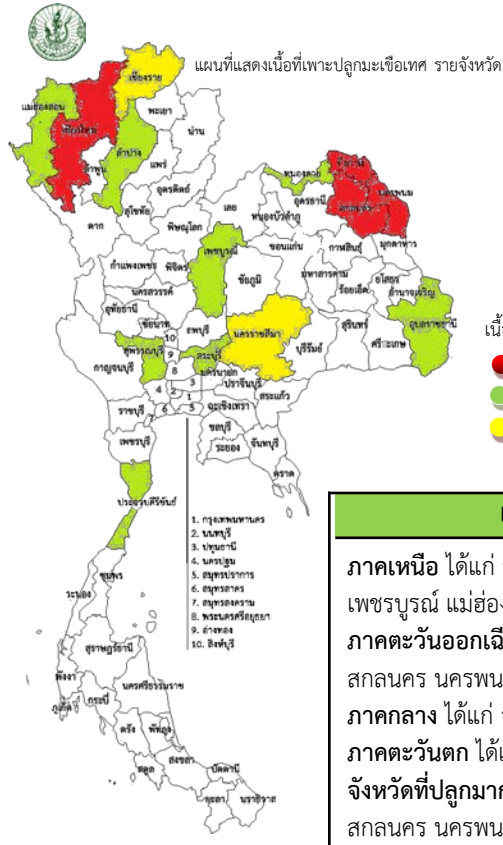 แผนที่แสดงเนื้อที่เพาะปลูกมะเขือเทศ รายจังหวัด
เชียงราย
แม่ฮ่องสอน
เชียงใหม่
พะเยา
น่าน
ลำปาง
ลำพูน
แพร่
อุตรดิตถ์
สุโขทัย
ตาก
พิษณุโลก
เลย
หนองคาย
บึงกาฬ
อุดรธานี
หนองบัวลำภู
สกลนคร
นครพนม
เพชรบูรณ์
ขอนแก่น
กาฬสินธุ์
มุกดาหาร
กำแพงเพชร
พิจิตร
ชัยภูมิ
มหาสารคาม
ร้อยเอ็ด
ยโสธร
อำนาจเจริญ
นครสวรรค์
อุทัยธานี
ชัยนาท
ลพบุรี
นครราชสีมา
บุรีรัมย์
สุรินทร์
ศรีสะเกษ
อุบลราชธานี
สุพรรณบุรี
สระบุรี
กาญจนบุรี
นครนายก
ปราจีนบุรี
สระแก้ว
10
9
8
4
2
3
1
6
5
7
ราชบุรี
ฉะเชิงเทรา
ชลบุรี
ระยอง
จันทบุรี
ตราด
เพชรบุรี
ประจวบคีรีขันธ์
1. กรุงเทพมหานคร
2. นนทบุรี
3. ปทุมธานี
4. นครปฐม
5. สมุทรปราการ
6. สมุทรสาคร
7. สมุทรสงคราม
8. พระนครศรีอยุธยา
9. อ่างทอง
10. สิงห์บุรี
ชุมพร
ระนอง
สุราษฎร์ธานี
พังงา
ภูเก็ต
กระบี่
นครศรีธรรมราช
ตรัง
พัทลุง
สตูล
สงขลา
ปัตตานี
ยะลา
นราธิวาส
ภาคเหนือ ได้แก่
เพชรบูรณ์ แม่ฮ่อง
ภาคตะวันออกเฉี
สกลนคร นครพน
ภาคกลาง ได้แก่
ภาคตะวันตก ได้แ
จังหวัดที่ปลูกมาก
สกลนคร นครพน